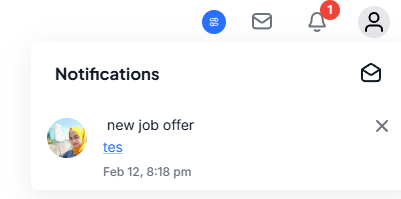 1
Notifications
new job offer
tes
Feb 12, 8:18 pm